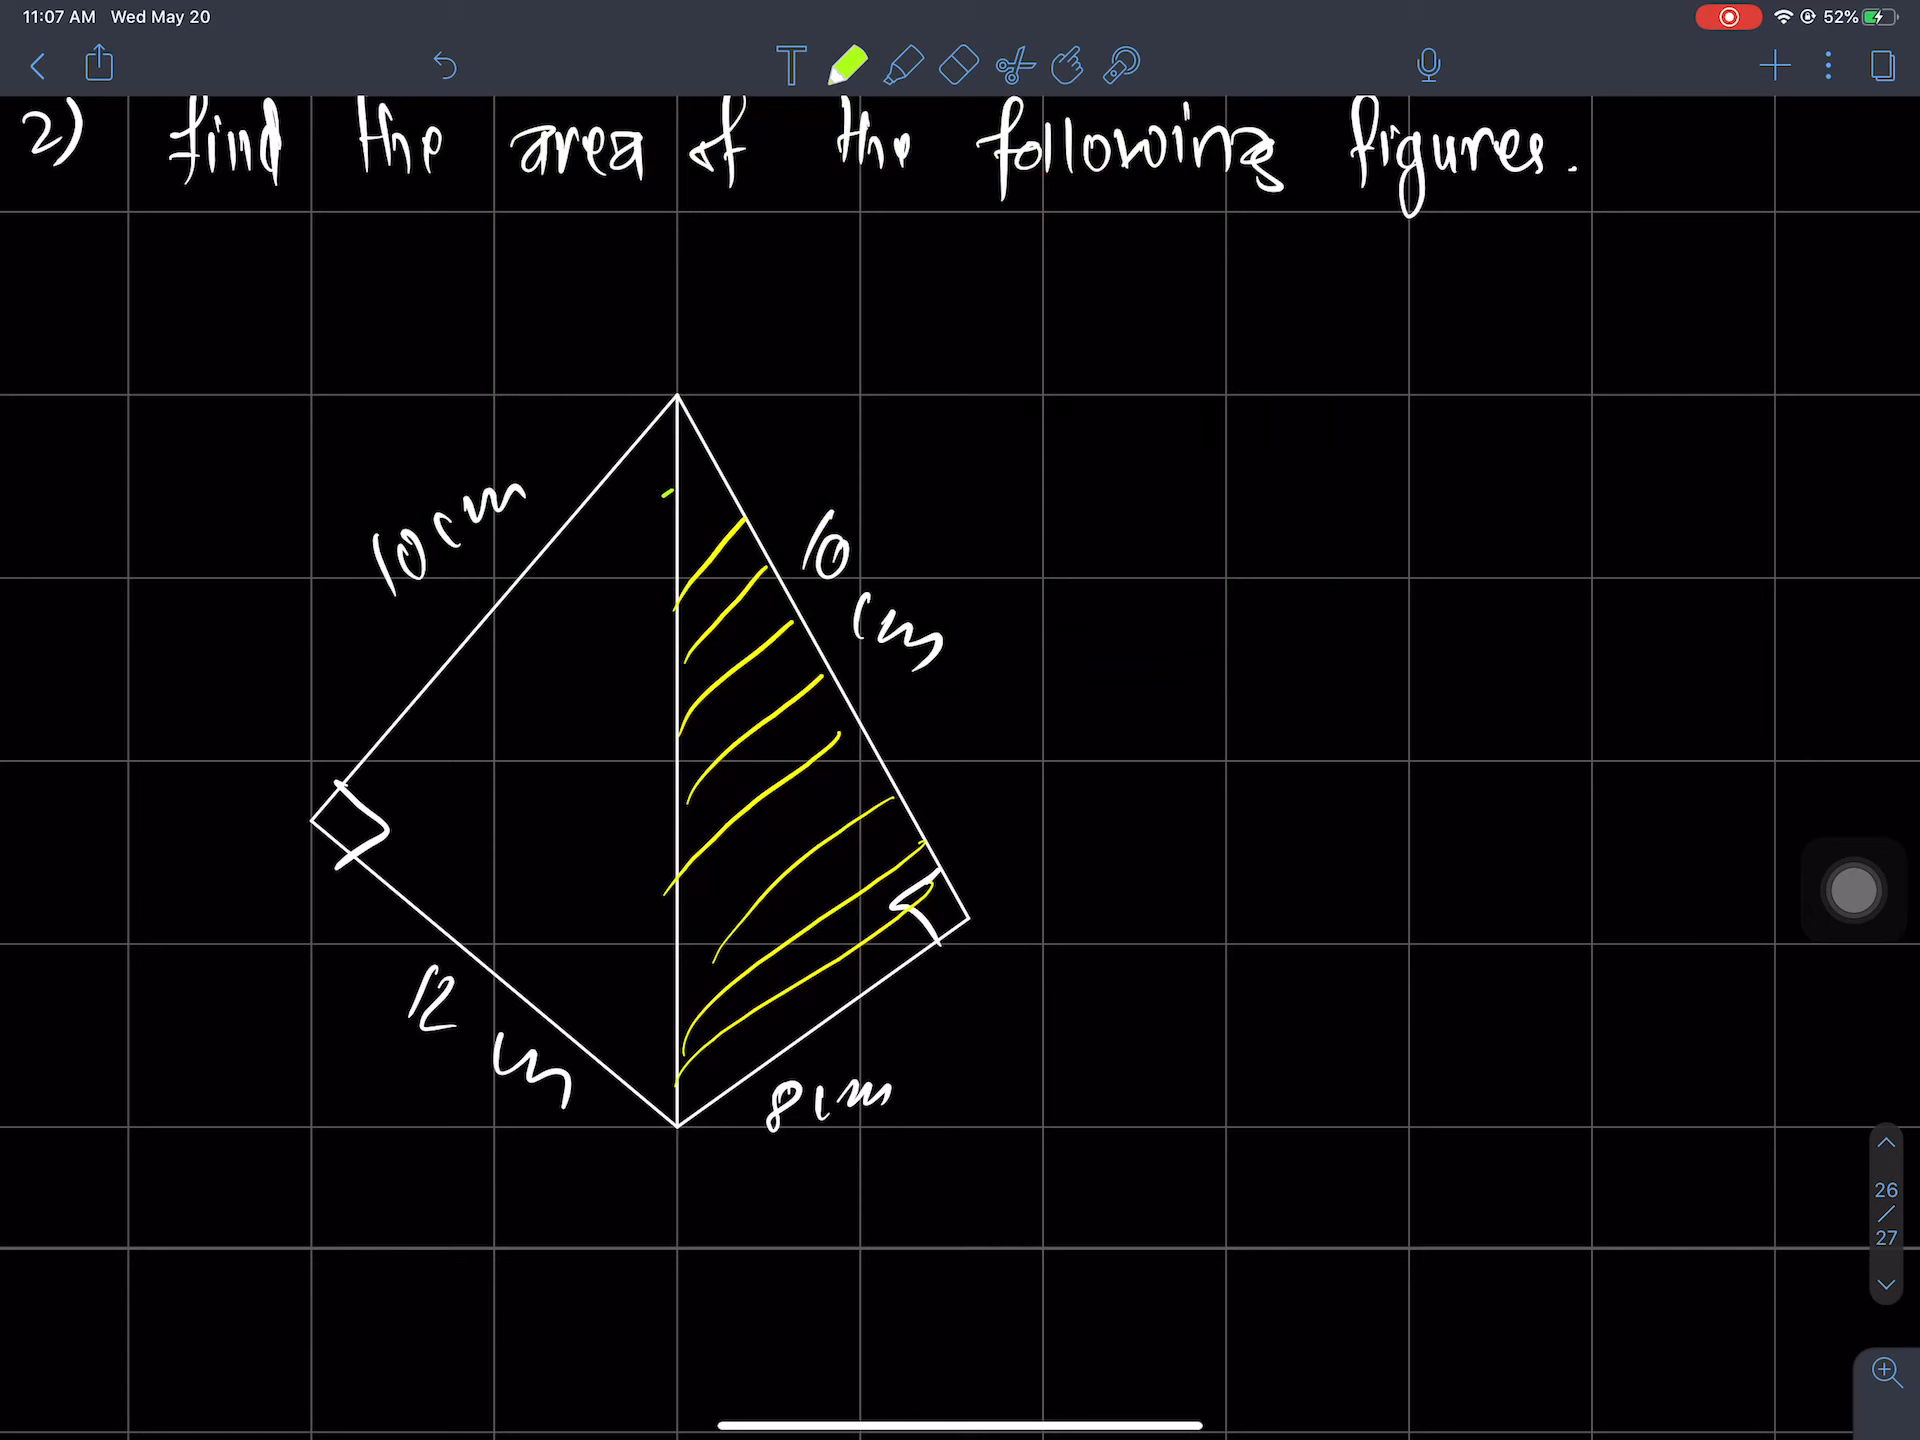 11:07 AM Wed May 20
52%
T
2) find the area of the following figures.
10cm
10
cm
12
cm
8cm
26
/
27